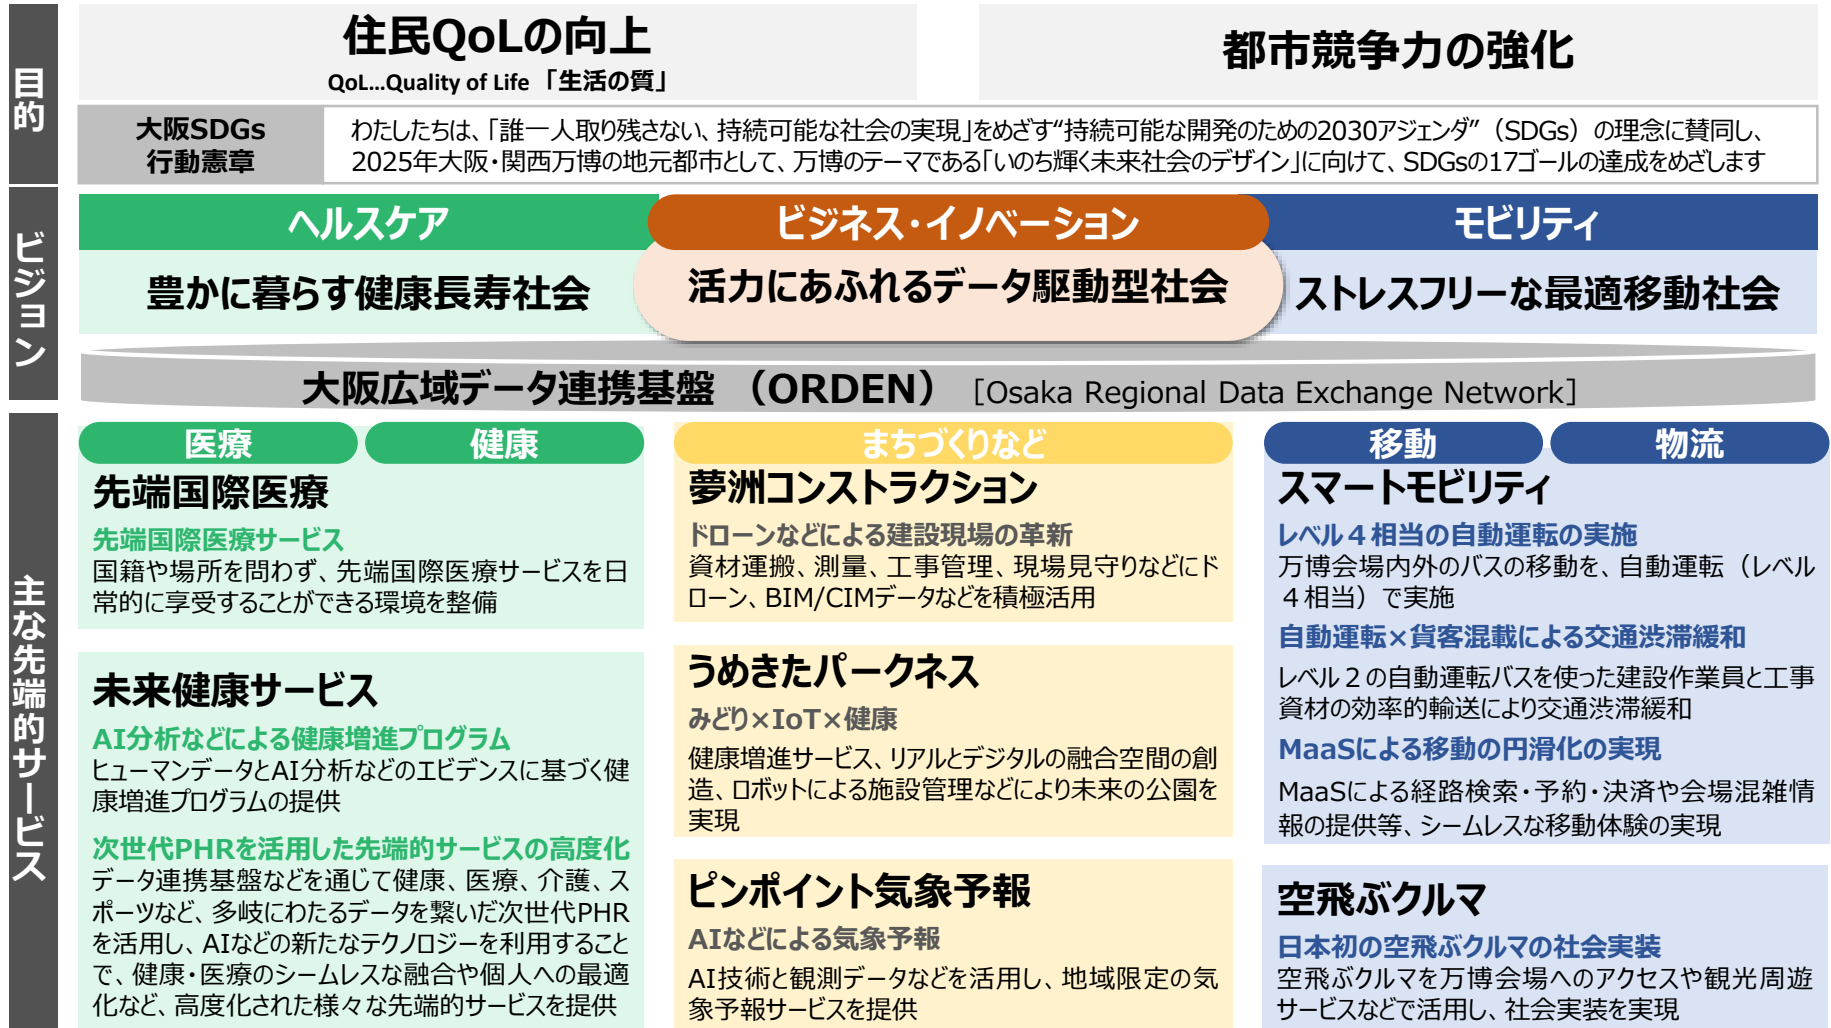 目的
住民QoLの向上
QoL…Quality of Life 「生活の質」
都市競争力の強化
大阪SDGs
行動憲章
わたしたちは、「誰一人取り残さない、持続可能な社会の実現」をめざす“持続可能な開発のための2030アジェンダ”（SDGs）の理念に賛同し、
2025年大阪・関西万博の地元都市として、万博のテーマである「いのち輝く未来社会のデザイン」に向けて、SDGsの17ゴールの達成をめざします
ビジョン
ヘルスケア
豊かに暮らす健康長寿社会
ビジネス・イノベーション
活力にあふれるデータ駆動型社会
モビリティ
ストレスフリーな最適移動社会
大阪広域データ連携基盤 （ORDEN） ［Osaka Regional Data Exchange Network］
主な先端的サービス
医療
健康
先端国際医療
先端国際医療サービス
国籍や場所を問わず、先端国際医療サービスを日
常的に享受することができる環境を整備
未来健康サービス
AI分析などによる健康増進プログラム
ヒューマンデータとAI分析などのエビデンスに基づく健
康増進プログラムの提供
次世代PHRを活用した先端的サービスの高度化
データ連携基盤などを通じて健康、医療、介護、ス
ポーツなど、多岐にわたるデータを繋いだ次世代PHR
を活用し、AIなどの新たなテクノロジーを利用すること
で、健康・医療のシームレスな融合や個人への最適
化など、高度化された様々な先端的サービスを提供
まちづくりなど
夢洲コンストラクション
ドローンなどによる建設現場の革新
資材運搬、測量、工事管理、現場見守りなどにド
ローン、BIM/CIMデータなどを積極活用
うめきたパークネス
みどり×IoT×健康
健康増進サービス、リアルとデジタルの融合空間の創
造、ロボットによる施設管理などにより未来の公園を
実現
ピンポイント気象予報
AIなどによる気象予報
AI技術と観測データなどを活用し、地域限定の気
象予報サービスを提供
移動
物流
スマートモビリティ
レベル４相当の自動運転の実施
万博会場内外のバスの移動を、自動運転（レベル
４相当）で実施
自動運転×貨客混載による交通渋滞緩和
レベル２の自動運転バスを使った建設作業員と工事
資材の効率的輸送により交通渋滞緩和
MaaSによる移動の円滑化の実現
MaaSによる経路検索・予約・決済や会場混雑情
報の提供等、シームレスな移動体験の実現
空飛ぶクルマ
日本初の空飛ぶクルマの社会実装
空飛ぶクルマを万博会場へのアクセスや観光周遊
サービスなどで活用し、社会実装を実現